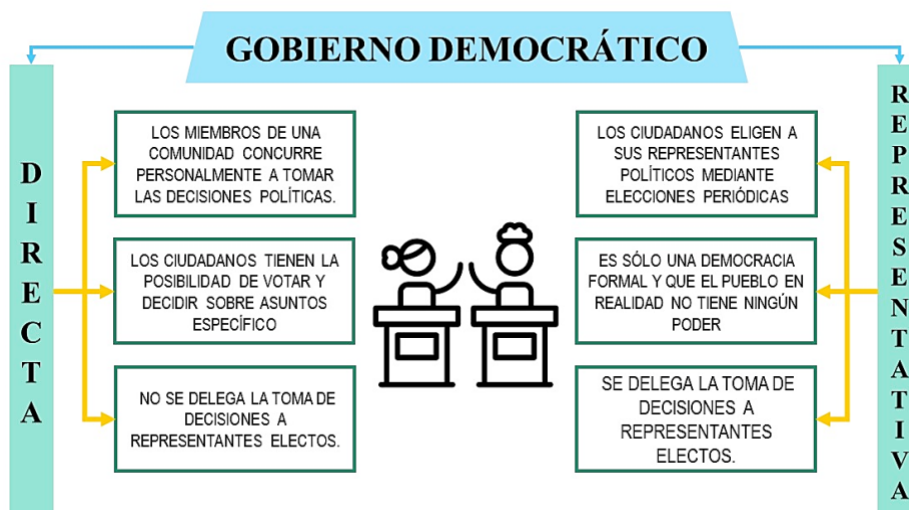 GOBIERNO DEMOCRÁTICO
DIRECTA
LOS MIEMBROS DE UNA
COMUNIDAD CONCURRE
PERSONALMENTE A TOMAR
LAS DECISIONES POLÍTICAS.
LOS CIUDADANOS TIENEN LA
POSIBILIDAD DE VOTAR Y
DECIDIR SOBRE ASUNTOS
ESPECÍFICO
NO SE DELEGA LA TOMA DE
DECISIONES A
REPRESENTANTES ELECTOS.
REPRESENTATIVA
LOS CIUDADANOS ELIGEN A
SUS REPRESENTANTES
POLÍTICOS MEDIANTE
ELECCIONES PERIÓDICAS
ES SÓLO UNA DEMOCRACIA
FORMAL Y QUE EL PUEBLO EN
REALIDAD NO TIENE NINGÚN
PODER
SE DELEGA LA TOMA DE
DECISIONES A
REPRESENTANTES
ELECTOS.